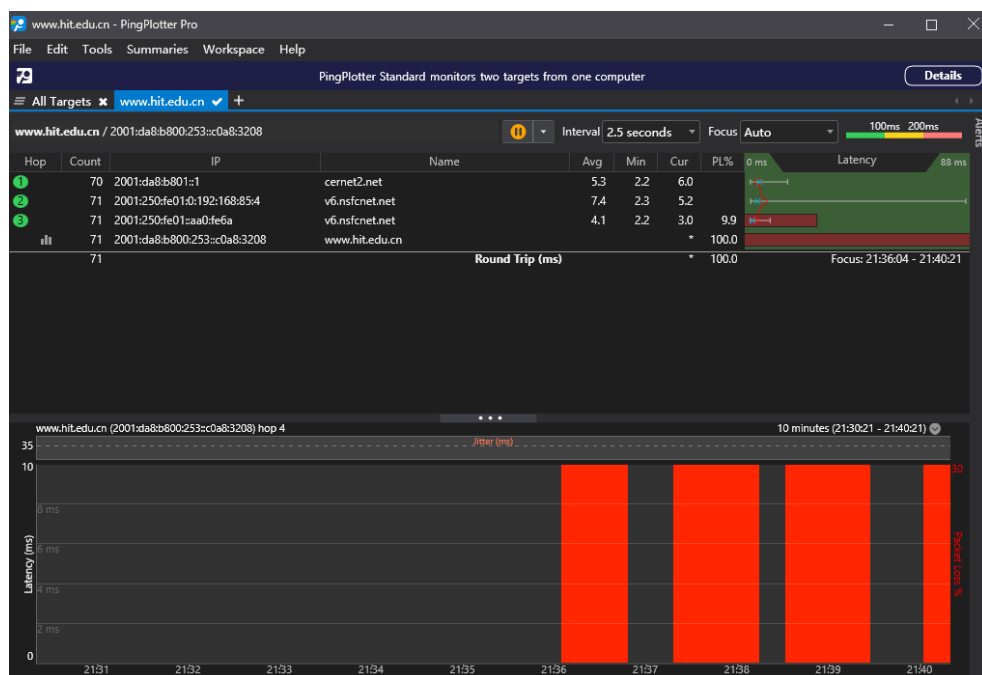 www.hit.edu.cn - PingPlotter Pro
File Edit Tools Summaries Workspace Help
PingPlotter Standard monitors two targets from one computer Details
All Targets www.hit.edu.cn +
www.hit.edu.cn / 2001:da8:b800:253::c0a8:3208 Interval 2.5 seconds Focus Auto 100ms 200ms
Alerts
Hop Count IP Name Avg Min Cur PL% 0 ms Latency 88 ms
1 70 2001:da8:b801::1 cernet2.net 5.3 2.2 6.0
2 71 2001:250:fe01:0:192:168:85:4 v6.nsfcnet.net 7.4 2.3 5.2
3 71 2001:250:fe01::aa0:fe6a v6.nsfcnet.net 4.1 2.2 3.0 9.9
71 2001:da8:b800:253::c0a8:3208 www.hit.edu.cn * 100.0
71 Round Trip (ms) * 100.0 Focus: 21:36:04 - 21:40:21
www.hit.edu.cn (2001:da8:b800:253::c0a8:3208) hop 4 10 minutes (21:30:21 - 21:40:21)
35 Jitter (ms)
10 30
8 ms
6 ms
4 ms
2 ms
0
Latency (ms)
Packet Loss %
21:31 21:32 21:33 21:34 21:35 21:36 21:37 21:38 21:39 21:40